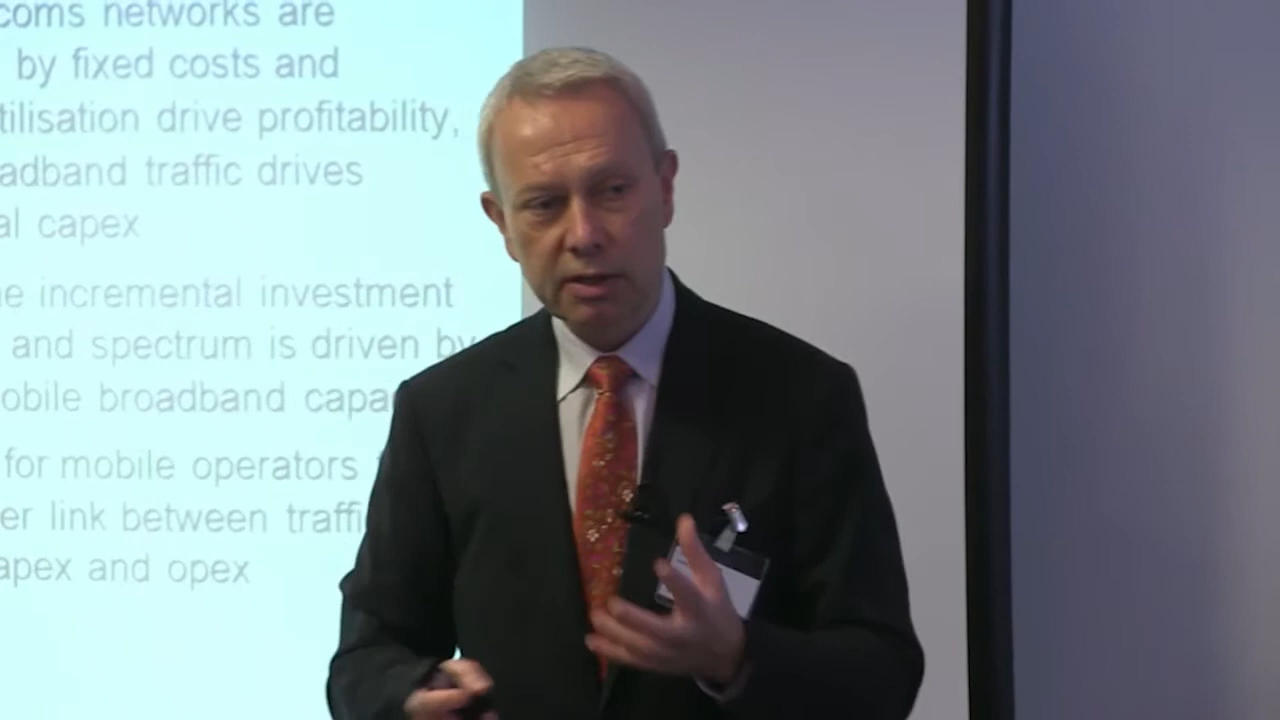 coms networks are
by fixed costs and
tilisation drive profitability,
adband traffic drives
al capex
e incremental investment
and spectrum is driven by
obile broadband capa
for mobile operators
er link between traffi
apex and opex